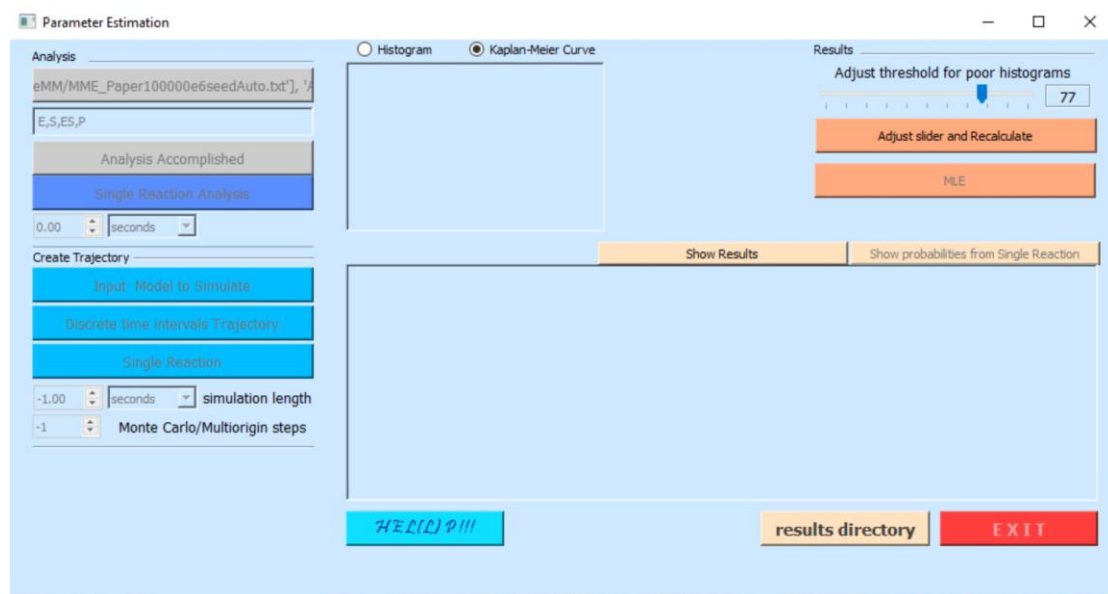 Parameter Estimation
Analysis
eMM/MME_Paper100000e6seedAuto.txt'], '/
E,S,ES,P
Analysis Accomplished
Single Reaction Analysis
0.00 seconds
Create Trajectory
Input Model to Simulate
Discrete time intervals Trajectory
Single Reaction
-1.00 seconds simulation length
-1 Monte Carlo/Multiorigin steps
Histogram Kaplan-Meier Curve
Results
Adjust threshold for poor histograms
77
Adjust slider and Recalculate
MLE
Show Results Show probabilities from Single Reaction
HEL(L)P!!! results directory EXIT